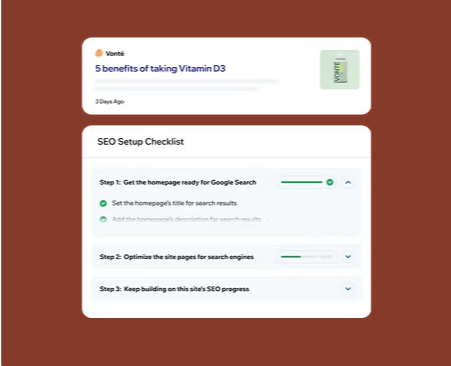 Vonté
5 benefits of taking Vitamin D3
VONTÉ
3 Days Ago
SEO Setup Checklist
Step 1: Get the homepage ready for Google Search
Set the homepage's title for search results
Add the homepage's description for search results
Step 2: Optimize the site pages for search engines
Step 3: Keep building on this site's SEO progress